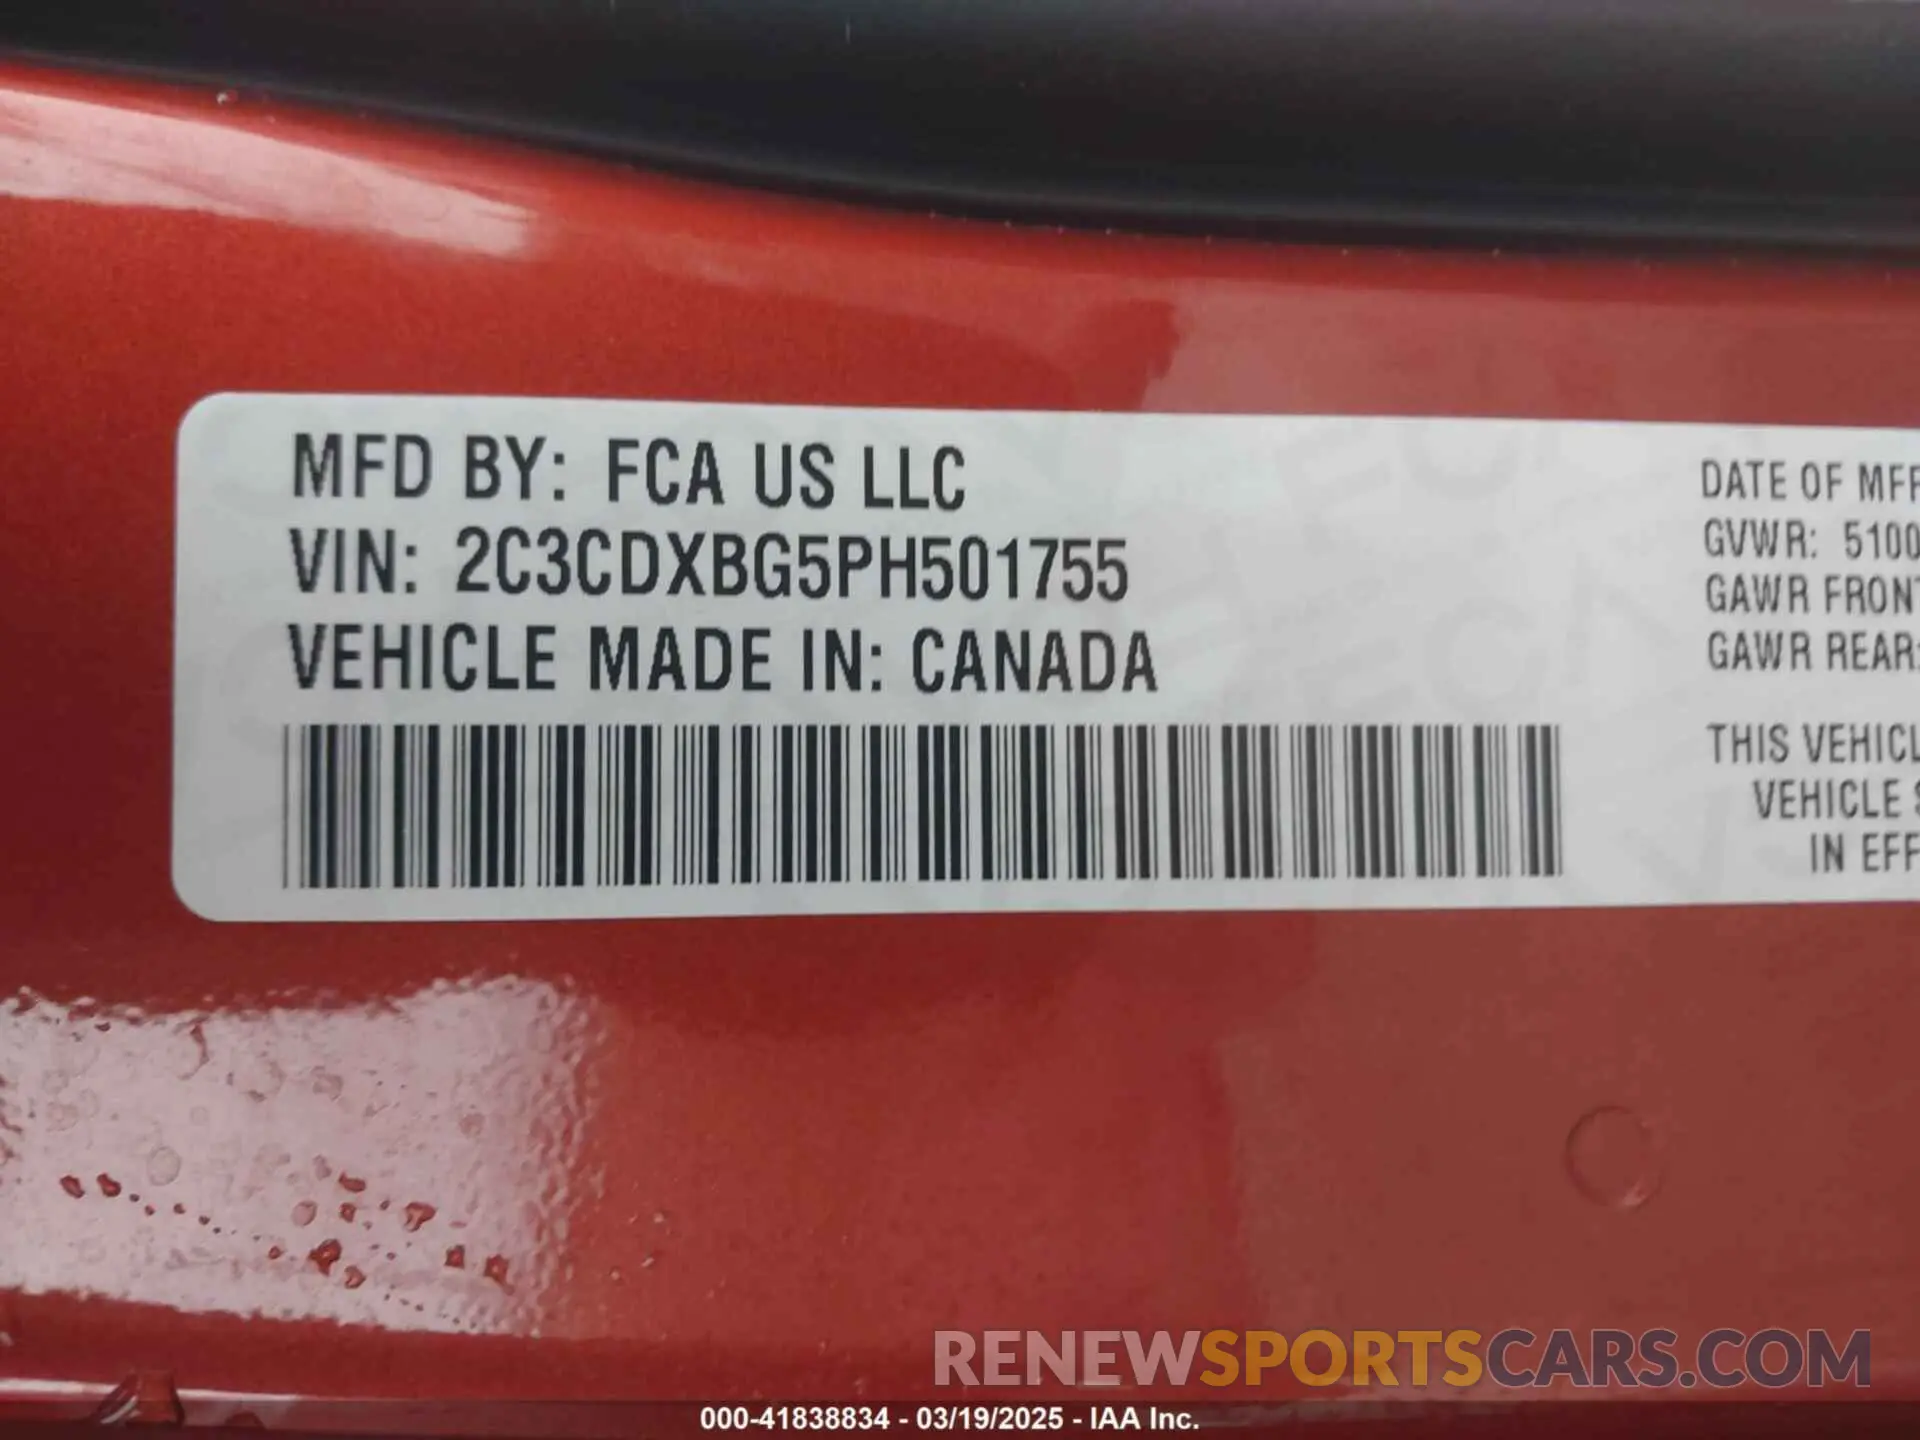 MFD BY: FCA US LLC
VIN: 2C3CDXBG5PH501755
VEHICLE MADE IN: CANADA
DATE OF MFR
GVWR: 5100
GAWR FRONT
GAWR REAR:
THIS VEHICL
VEHICLE
IN EFF
RENEWSPORTSCARS.COM
000-41838834 - 03/19/2025 - IAA Inc.